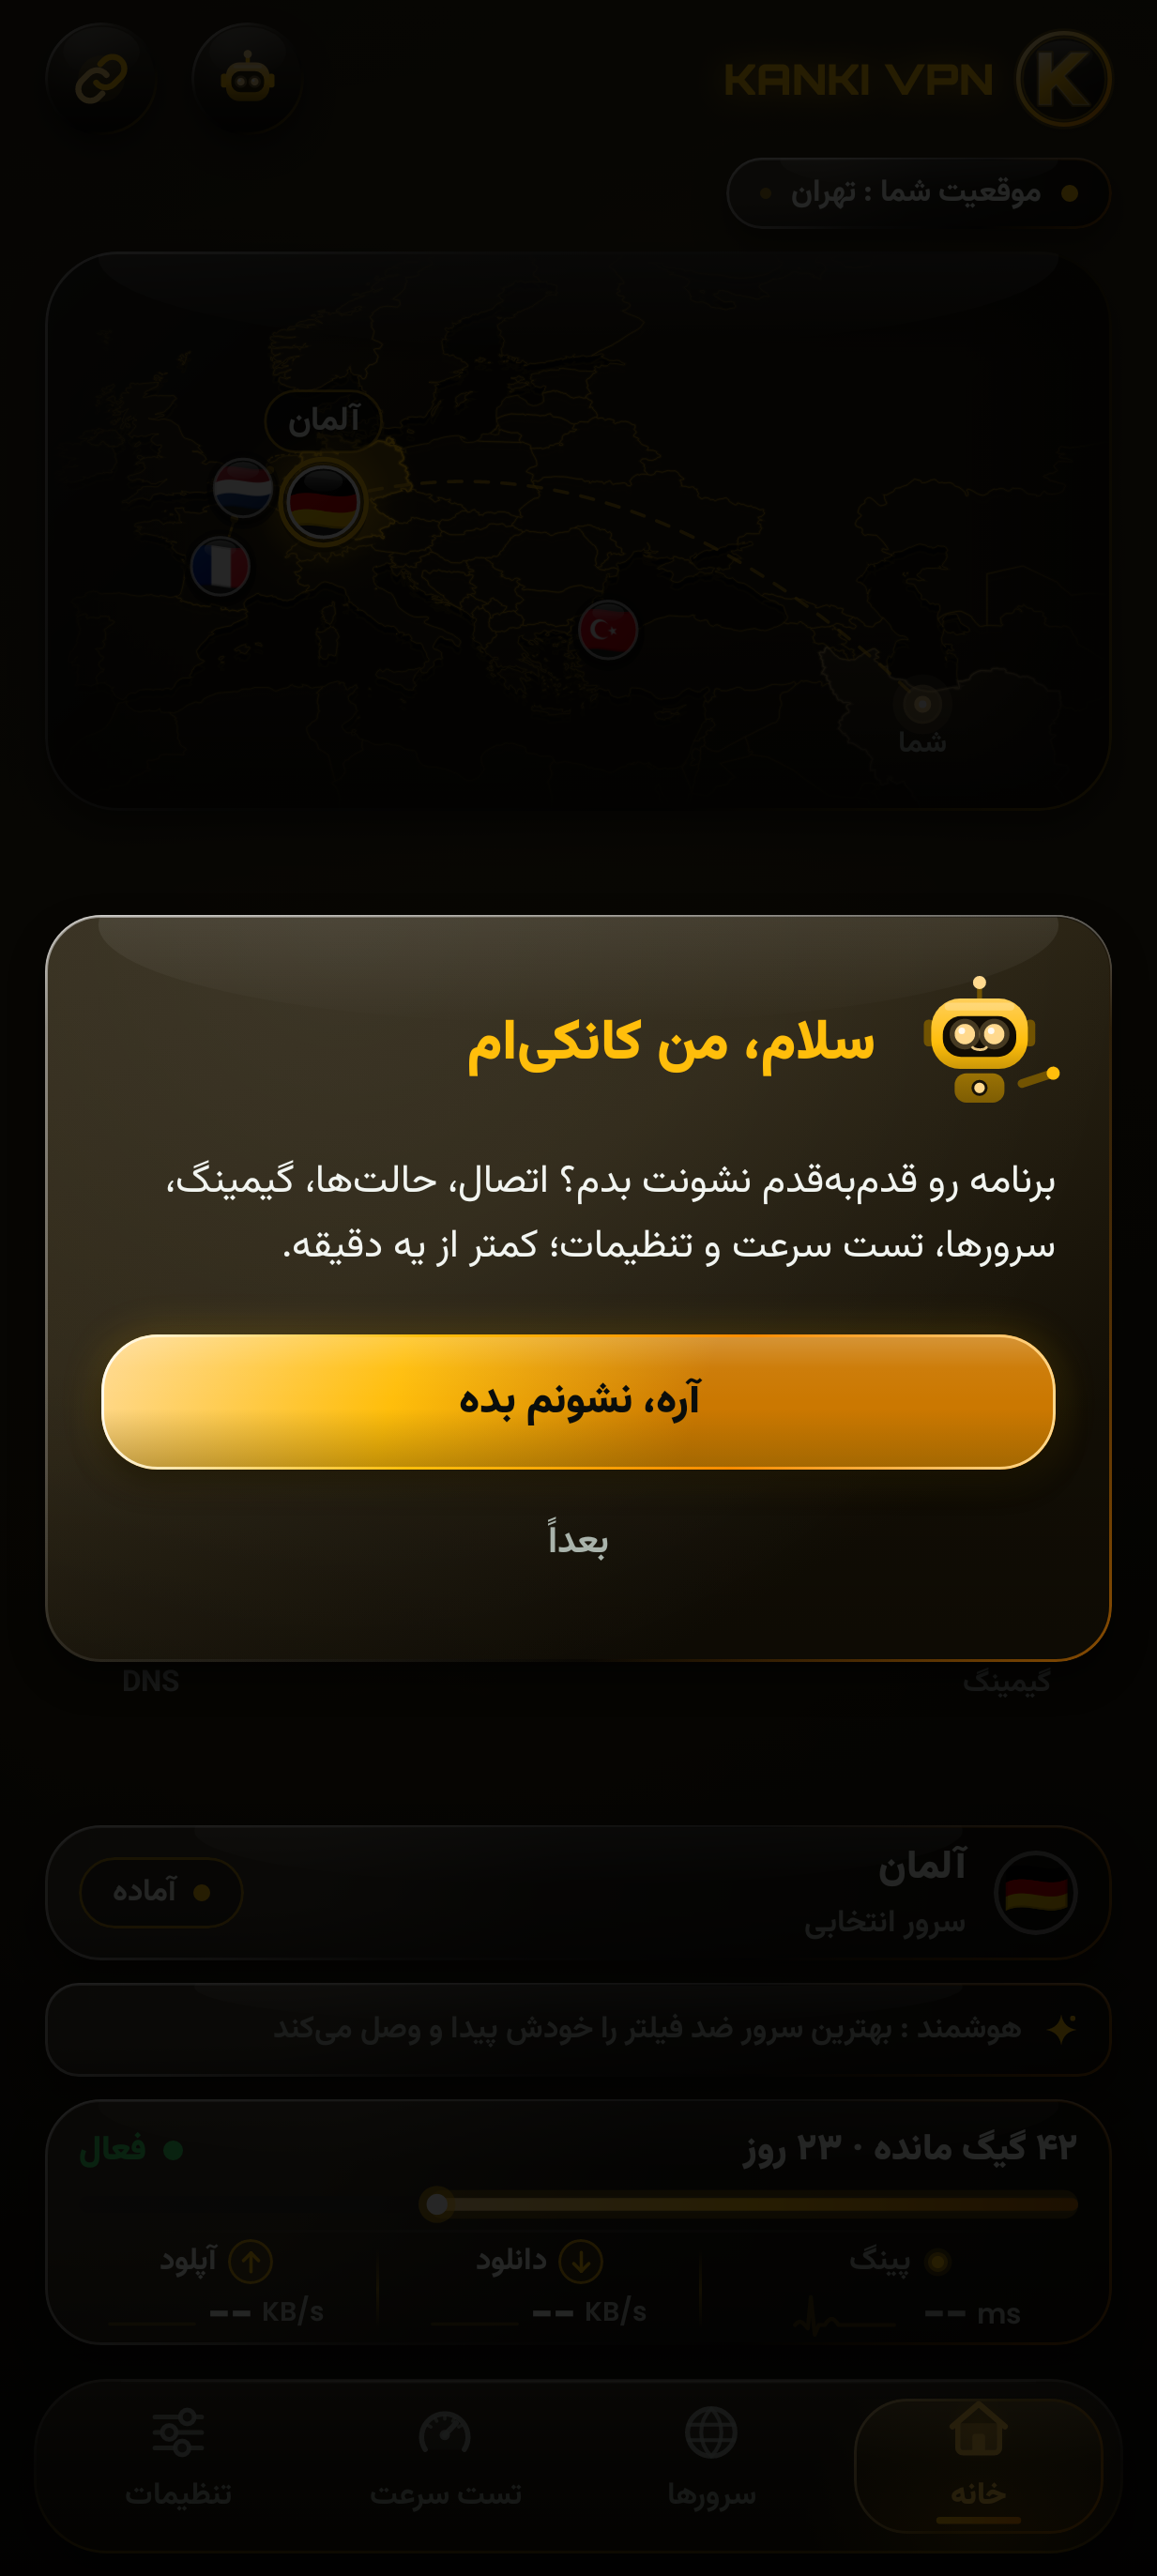 KANKI VPN
K
موقعیت شما : تهران
آلمان
شما
سلام، من کانکی‌ام
برنامه رو قدم‌به‌قدم نشونت بدم؟ اتصال، حالت‌ها، گیمینگ،
سرورها، تست سرعت و تنظیمات؛ کمتر از یه دقیقه.
آره، نشونم بده
بعداً
گیمینگ
DNS
آلمان
سرور انتخابی
آماده
هوشمند : بهترین سرور ضد فیلتر را خودش پیدا و وصل می‌کند
۴۲ گیگ مانده · ۲۳ روز
فعال
پینگ
دانلود
آپلود
-- ms
-- KB/s
-- KB/s
خانه
سرورها
تست سرعت
تنظیمات